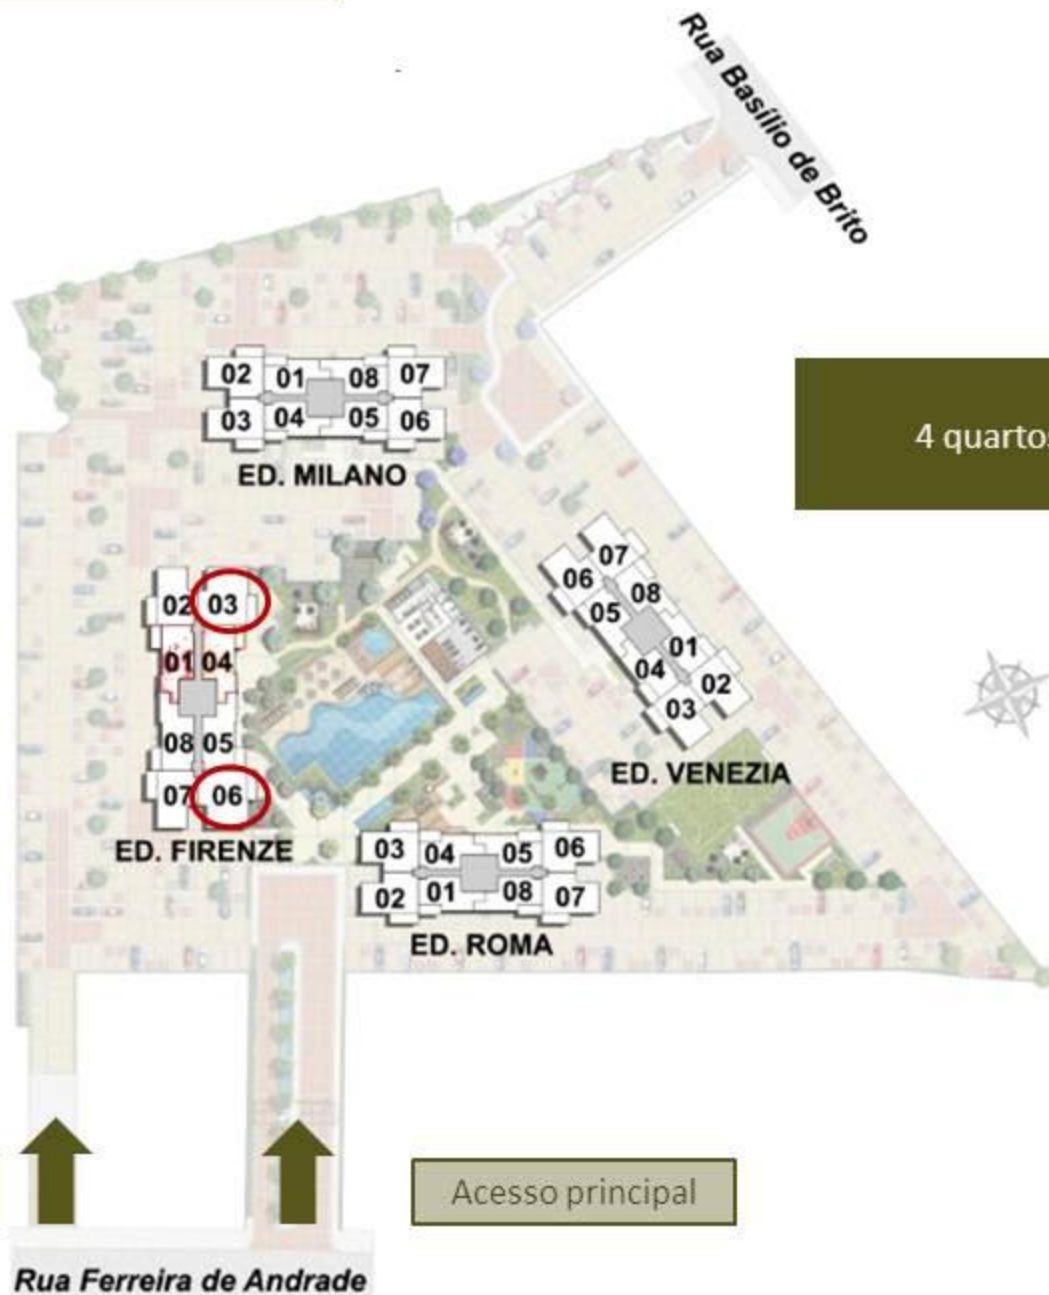 Rua Basílio de Brito
02 01 08 07
03 04 05 06
ED. MILANO
4 quartos
07
06
08
05
01
04
02
03
ED. VENEZIA
02 03
01 04
08 05
07 06
ED. FIRENZE
03 04 05 06
02 01 08 07
ED. ROMA
Acesso principal
Rua Ferreira de Andrade